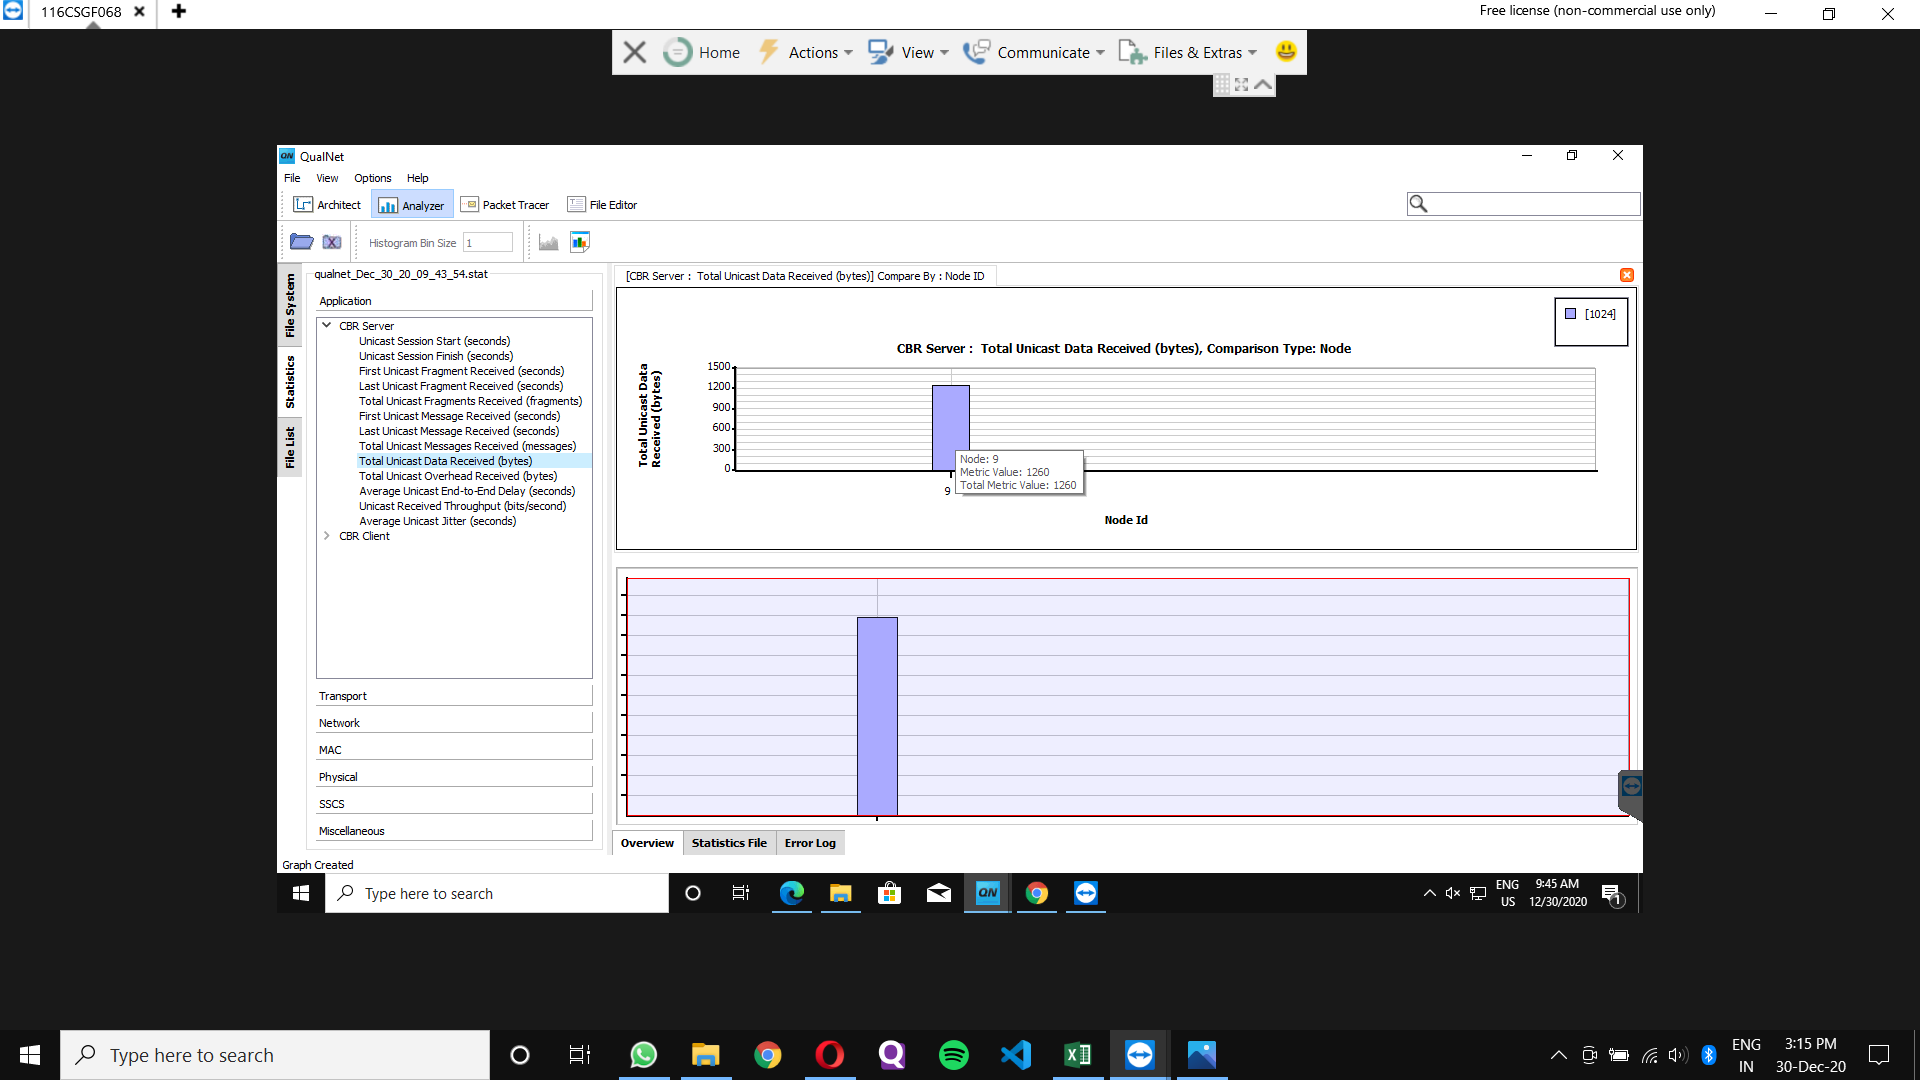 116CSGF068
Free license (non-commercial use only)
Home
Actions
View
Communicate
Files & Extras
QN QualNet
File View Options Help
Architect
Analyzer
Packet Tracer
File Editor
Histogram Bin Size 1
File System
Statistics
File List
qualnet_Dec_30_20_09_43_54.stat
Application
CBR Server
Unicast Session Start (seconds)
Unicast Session Finish (seconds)
First Unicast Fragment Received (seconds)
Last Unicast Fragment Received (seconds)
Total Unicast Fragments Received (fragments)
First Unicast Message Received (seconds)
Last Unicast Message Received (seconds)
Total Unicast Messages Received (messages)
Total Unicast Data Received (bytes)
Total Unicast Overhead Received (bytes)
Average Unicast End-to-End Delay (seconds)
Unicast Received Throughput (bits/second)
Average Unicast Jitter (seconds)
CBR Client
Transport
Network
MAC
Physical
SSCS
Miscellaneous
Graph Created
[CBR Server : Total Unicast Data Received (bytes)] Compare By : Node ID
[1024]
CBR Server : Total Unicast Data Received (bytes), Comparison Type: Node
Total Unicast Data
Received (bytes)
1500
1200
900
600
300
0
9
Node: 9
Metric Value: 1260
Total Metric Value: 1260
Node Id
Overview
Statistics File
Error Log
Type here to search
QN
ENG
US
9:45 AM
12/30/2020
1
Type here to search
ENG
IN
3:15 PM
30-Dec-20